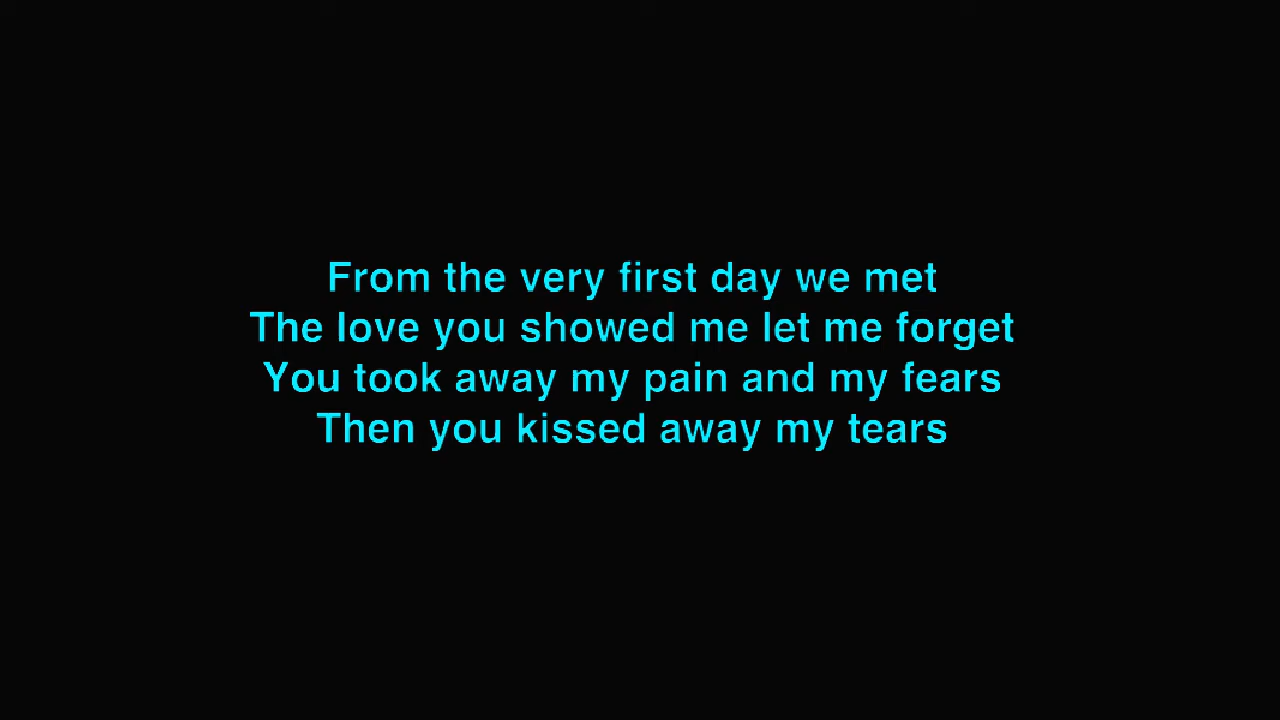 From the very first day we met
The love you showed me let me forget
You took away my pain and my fears
Then you kissed away my tears